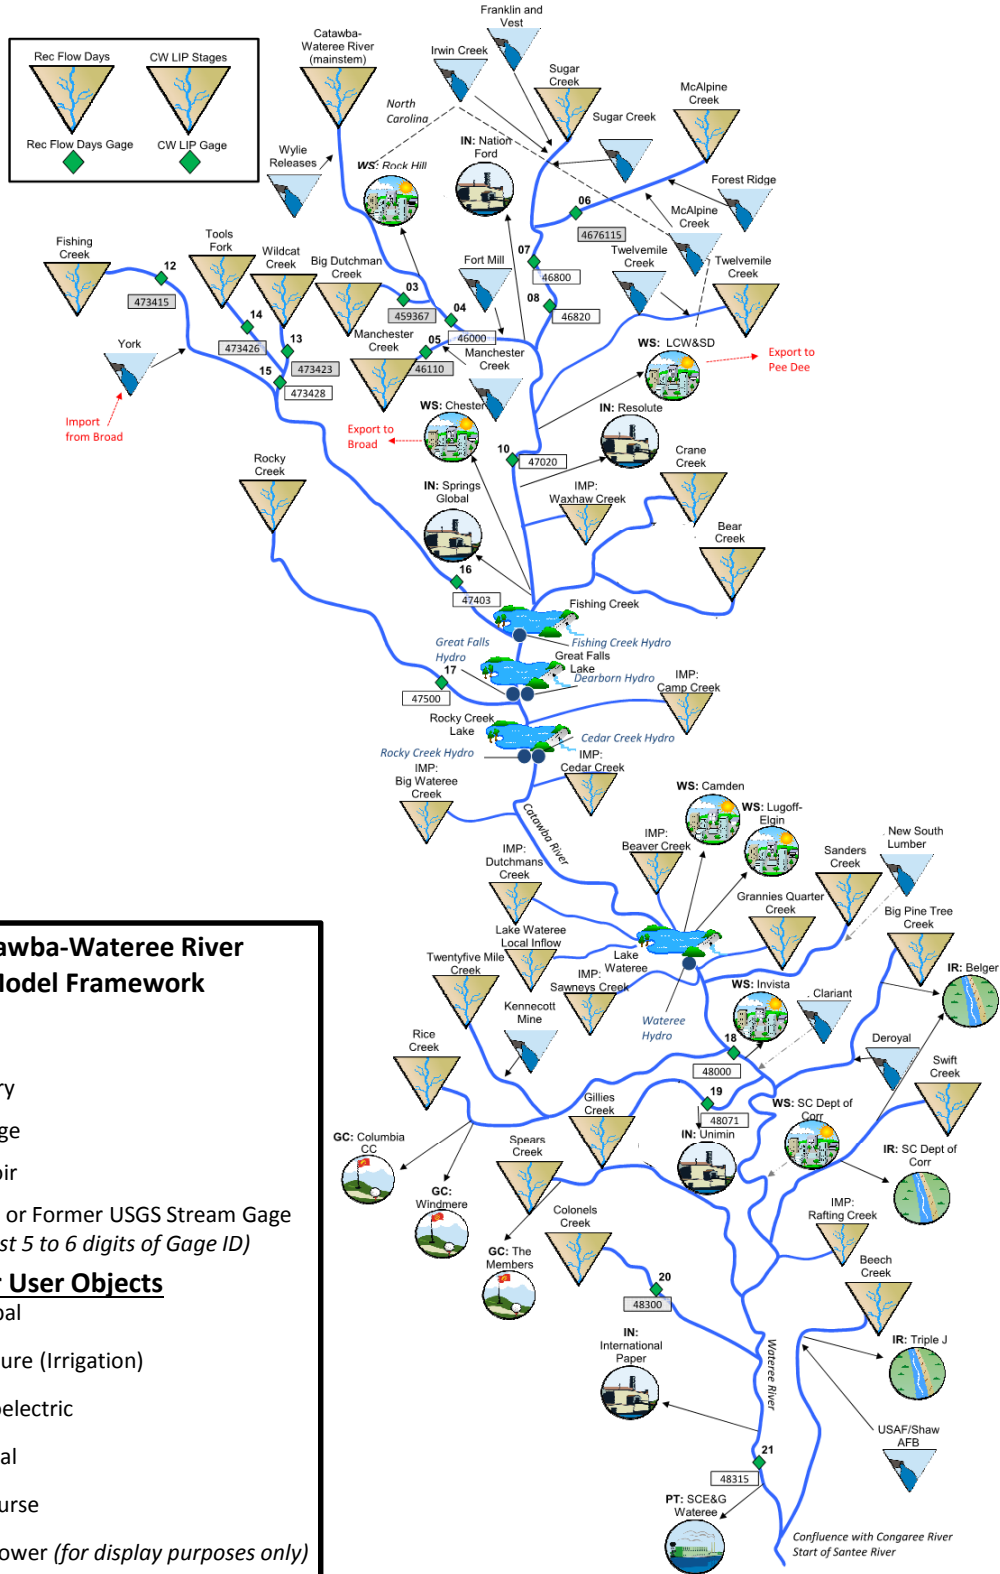 Rec Flow Days
CW LIP Stages
Rec Flow Days Gage
CW LIP Gage
Catawba-
Wateree River
(mainstem)
Franklin and
Vest
Irwin Creek
Sugar
Creek
McAlpine
Creek
North
Carolina
Sugar Creek
Wylie
Releases
WS: Rock Hill
IN: Nation
Ford
Forest Ridge
06
4676115
McAlpine
Creek
Fishing
Creek
12
473415
Tools
Fork
Wildcat
Creek
Big Dutchman
Creek
03
459367
Fort Mill
07
46800
Twelvemile
Creek
Twelvemile
Creek
14
473426
13
473423
04
46000
08
46820
York
15
473428
Manchester
Creek
05
46110
Manchester
Creek
WS: LCW&SD
Export to
Pee Dee
Import
from Broad
WS: Chester
Export to
Broad
IN: Resolute
Rocky
Creek
10
47020
Crane
Creek
IN: Springs
Global
IMP:
Waxhaw Creek
Bear
Creek
16
47403
Fishing Creek
Great Falls
Hydro
Fishing Creek Hydro
Great Falls
Lake
17
47500
Dearborn Hydro
IMP:
Camp Creek
Rocky Creek
Lake
Cedar Creek Hydro
Rocky Creek Hydro
IMP:
Big Wateree
Creek
IMP:
Cedar Creek
Catawba River
WS: Camden
WS: Lugoff-
Elgin
IMP:
Dutchmans
Creek
IMP:
Beaver Creek
New South
Lumber
Sanders
Creek
Grannies Quarter
Creek
Big Pine Tree
Creek
Lake Wateree
Local Inflow
Lake
Wateree
Twentyfive Mile
Creek
IMP:
Sawneys Creek
IR: Belger
WS: Invista
Clariant
Kennecott
Mine
Wateree
Hydro
Rice
Creek
18
48000
Deroyal
Swift
Creek
19
48071
Gillies
Creek
WS: SC Dept of
Corr
GC: Columbia
CC
Spears
Creek
IN: Unimin
IR: SC Dept of
Corr
GC:
Windmere
Colonels
Creek
IMP:
Rafting Creek
GC: The
Members
Beech
Creek
20
48300
IN:
International
Paper
Wateree River
IR: Triple J
USAF/Shaw
AFB
21
48315
PT: SCE&G
Wateree
Confluence with Congaree River
Start of Santee River
awba-Wateree River
Model Framework
ry
ge
ir
or Former USGS Stream Gage
st 5 to 6 digits of Gage ID)
r User Objects
pal
ure (Irrigation)
oelectric
al
urse
ower (for display purposes only)